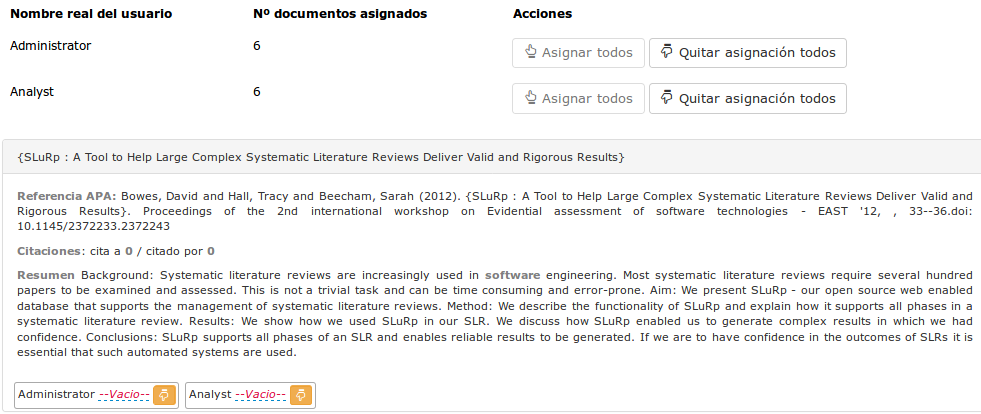 Nombre real del usuario Nº documentos asignados Acciones
Administrator 6 Asignar todos Quitar asignación todos
Analyst 6 Asignar todos Quitar asignación todos
{SLuRp : A Tool to Help Large Complex Systematic Literature Reviews Deliver Valid and Rigorous Results}
Referencia APA: Bowes, David and Hall, Tracy and Beecham, Sarah (2012). {SLuRp : A Tool to Help Large Complex Systematic Literature Reviews Deliver Valid and
Rigorous Results}. Proceedings of the 2nd international workshop on Evidential assessment of software technologies - EAST '12, , 33--36.doi:
10.1145/2372233.2372243
Citaciones: cita a 0 / citado por 0
Resumen Background: Systematic literature reviews are increasingly used in software engineering. Most systematic literature reviews require several hundred
papers to be examined and assessed. This is not a trivial task and can be time consuming and error-prone. Aim: We present SLuRp - our open source web enabled
database that supports the management of systematic literature reviews. Method: We describe the functionality of SLuRp and explain how it supports all phases in a
systematic literature review. Results: We show how we used SLuRp in our SLR. We discuss how SLuRp enabled us to generate complex results in which we had
confidence. Conclusions: SLuRp supports all phases of an SLR and enables reliable results to be generated. If we are to have confidence in the outcomes of SLRs it is
essential that such automated systems are used.
Administrator --Vacio-- Analyst --Vacio--